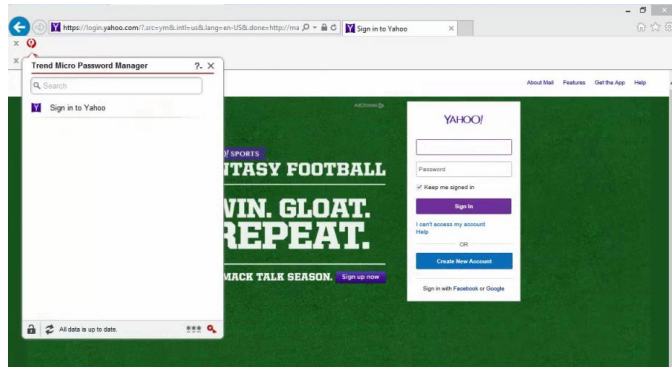 https://login.yahoo.com/?.src=ym&.intl=us&.lang=en-US&.done=http://ma
Sign in to Yahoo
Trend Micro Password Manager
Search
Sign in to Yahoo
All data is up to date.
About Mail Features Get the App Help
AdChoices
SPORTS
TASY FOOTBALL
IN. GLOAT.
REPEAT.
MACK TALK SEASON.
Sign up now
YAHOO!
Password
Keep me signed in
Sign In
I can't access my account
Help
OR
Create New Account
Sign in with Facebook or Google